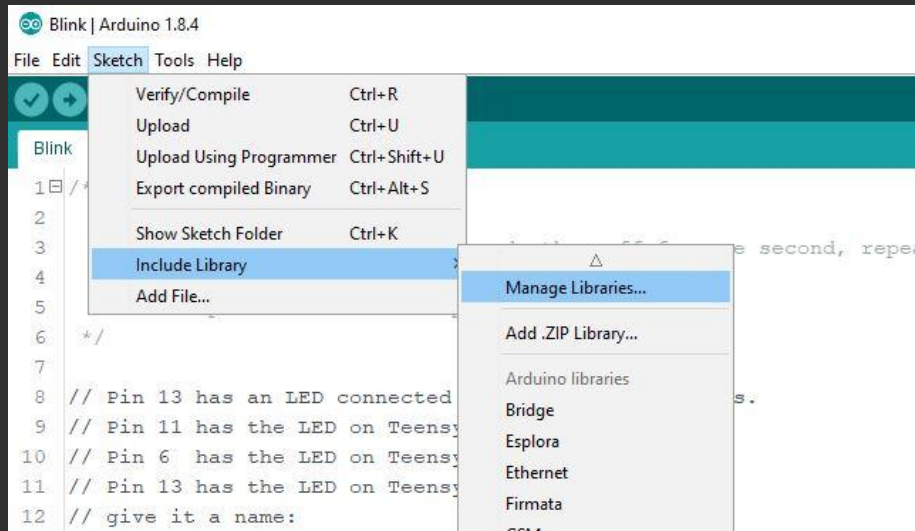 Blink | Arduino 1.8.4
File Edit Sketch Tools Help
Verify/Compile Ctrl+R
Upload Ctrl+U
Upload Using Programmer Ctrl+Shift+U
Export compiled Binary Ctrl+Alt+S
Show Sketch Folder Ctrl+K
Include Library
Add File...
Manage Libraries...
Add .ZIP Library...
Arduino libraries
Bridge
Esplora
Ethernet
Firmata
Blink
1 /*
2
3 second, repea
4
5
6 */
7
8 // Pin 13 has an LED connected s.
9 // Pin 11 has the LED on Teensy
10 // Pin 6 has the LED on Teensy
11 // Pin 13 has the LED on Teensy
12 // give it a name: